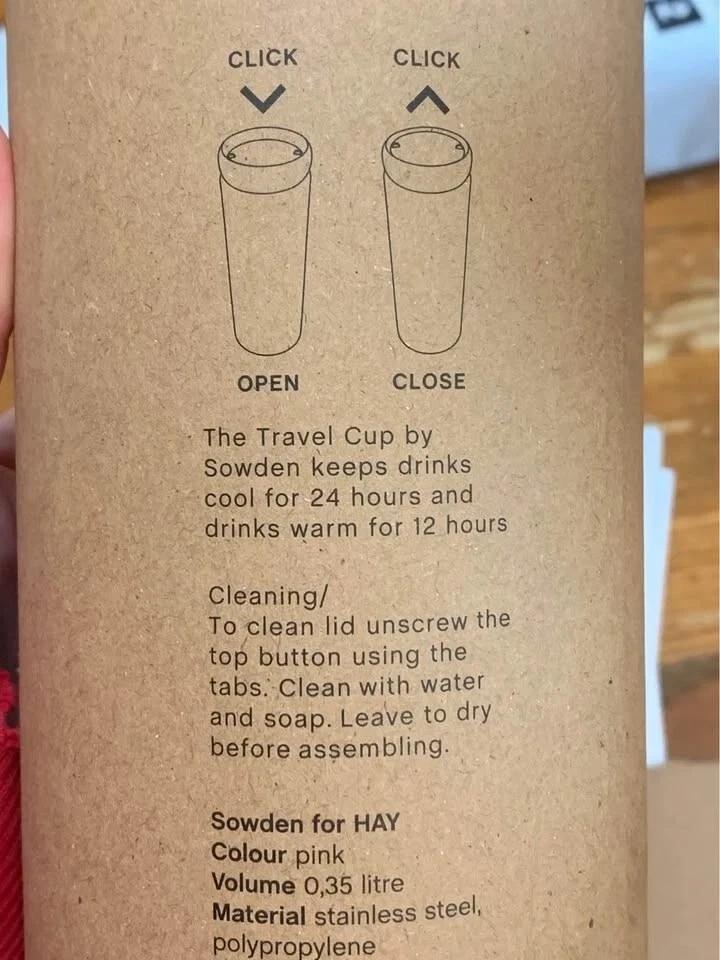 CLICK CLICK
OPEN CLOSE
The Travel Cup by
Sowden keeps drinks
cool for 24 hours and
drinks warm for 12 hours
Cleaning/
To clean lid unscrew the
top button using the
tabs. Clean with water
and soap. Leave to dry
before assembling.
Sowden for HAY
Colour pink
Volume 0,35 litre
Material stainless steel,
polypropylene